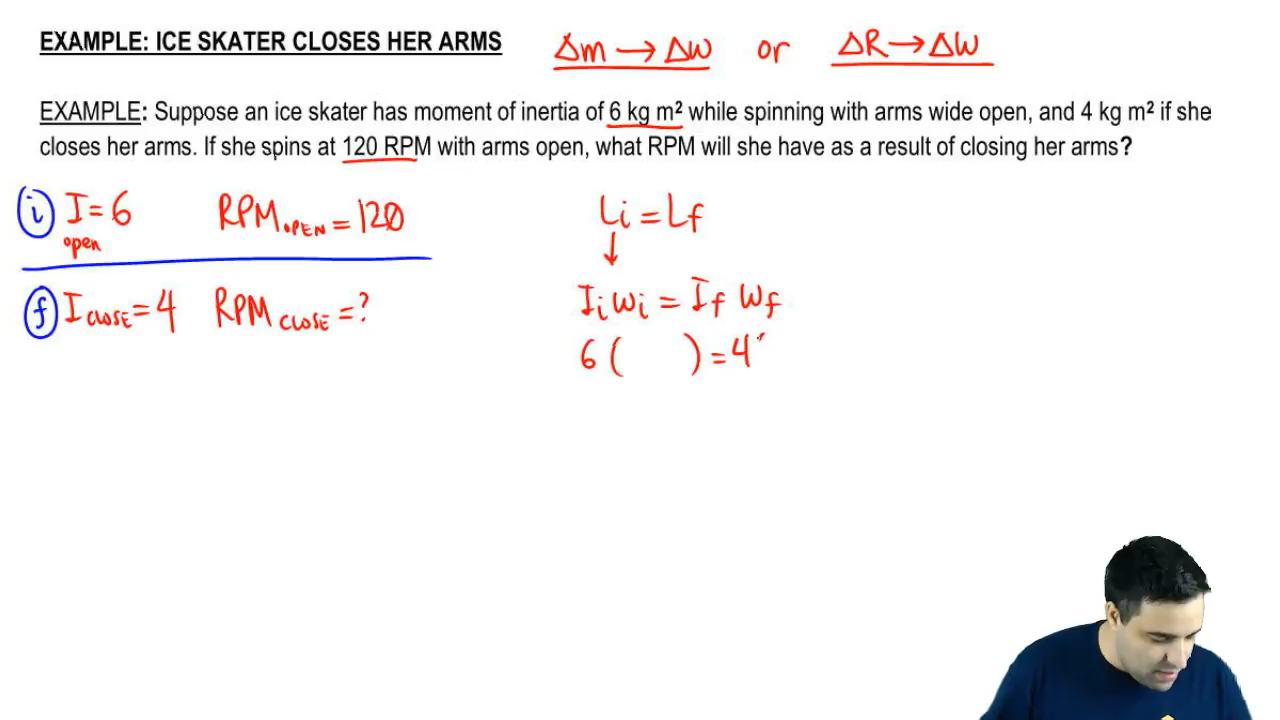 EXAMPLE: ICE SKATER CLOSES HER ARMS Δm → Δω or ΔR → Δω
EXAMPLE: Suppose an ice skater has moment of inertia of 6 kg m² while spinning with arms wide open, and 4 kg m² if she
closes her arms. If she spins at 120 RPM with arms open, what RPM will she have as a result of closing her arms?
i I = 6 RPM OPEN = 120 Li = Lf
open ↓
f I CLOSE = 4 RPM CLOSE = ? Ii ωi = If ωf
6 ( ) = 4